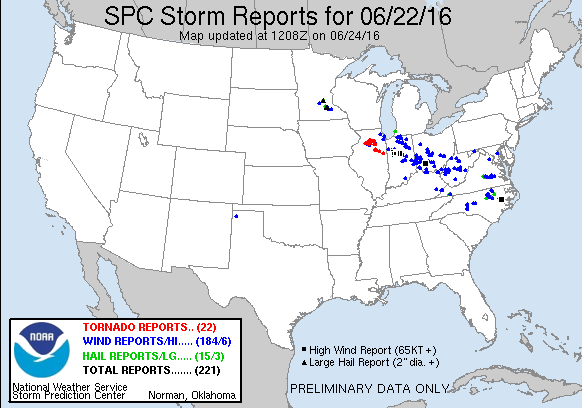 SPC Storm Reports for 06/22/16
Map updated at 1208Z on 06/24/16
NOAA
TORNADO REPORTS.. (22)
WIND REPORTS/HI..... (184/6)
HAIL REPORTS/LG..... (15/3)
TOTAL REPORTS....... (221)
National Weather Service
Storm Prediction Center Norman, Oklahoma
High Wind Report (65KT +)
Large Hail Report (2" dia. +)
PRELIMINARY DATA ONLY